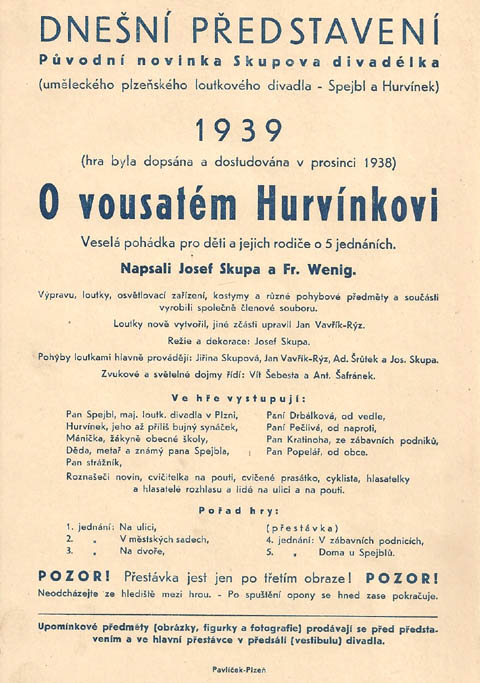 DNEŠNÍ PŘEDSTAVENÍ
Původní novinka Skupova divadélka
(uměleckého plzeňského loutkového divadla - Spejbl a Hurvínek)
1939
(hra byla dopsána a dostudována v prosinci 1938)
O vousatém Hurvínkovi
Veselá pohádka pro děti a jejich rodiče o 5 jednáních.
Napsali Josef Skupa a Fr. Wenig.
Výpravu, loutky, osvětlovací zařízení, kostymy a různé pohybové předměty a součásti
vyrobili společně členové souboru.
Loutky nově vytvořil, jiné zčásti upravil Jan Vavřík-Rýz.
Režie a dekorace: Josef Skupa.
Pohyby loutkami hlavně provádějí: Jiřina Skupová, Jan Vavřík-Rýz, Ad. Šrůtek a Jos. Skupa.
Zvukové a světelné dojmy řídí: Vít Šebesta a Ant. Šafránek.
Ve hře vystupují:
Pan Spejbl, maj. loutk. divadla v Plzni,
Hurvínek, jeho až příliš bujný synáček,
Mánička, žákyně obecné školy,
Děda, metař a známý pana Spejbla,
Pan strážník,
Paní Drbálková, od vedle,
Paní Pečlivá, od naproti,
Pan Kratinoha, ze zábavních podniků,
Pan Popelář, od obce.
Roznašeči novin, cvičitelka na pouti, cvičené prasátko, cyklista, hlasatelky
a hlasatelé rozhlasu a lidé na ulici a na pouti.
Pořad hry:
1. jednání: Na ulici,
2. „ V městských sadech,
3. „ Na dvoře,
(přestávka)
4. jednání: V zábavních podnicích,
5. „ Doma u Spejblů.
POZOR! Přestávka jest jen po třetím obraze! POZOR!
Neodcházejte ze hlediště mezi hrou. - Po spuštění opony se hned zase pokračuje.
Upomínkové předměty (obrázky, figurky a fotografie) prodávají se před předsta-
vením a ve hlavní přestávce v předsálí (vestibulu) divadla.
Pavlíček-Plzeň